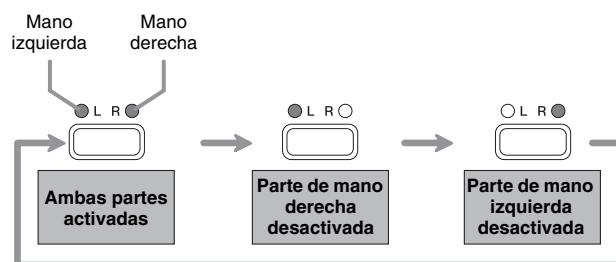 Mano
izquierda
Mano
derecha
L R
L R
L R
Ambas partes
activadas
Parte de mano
derecha
desactivada
Parte de mano
izquierda
desactivada